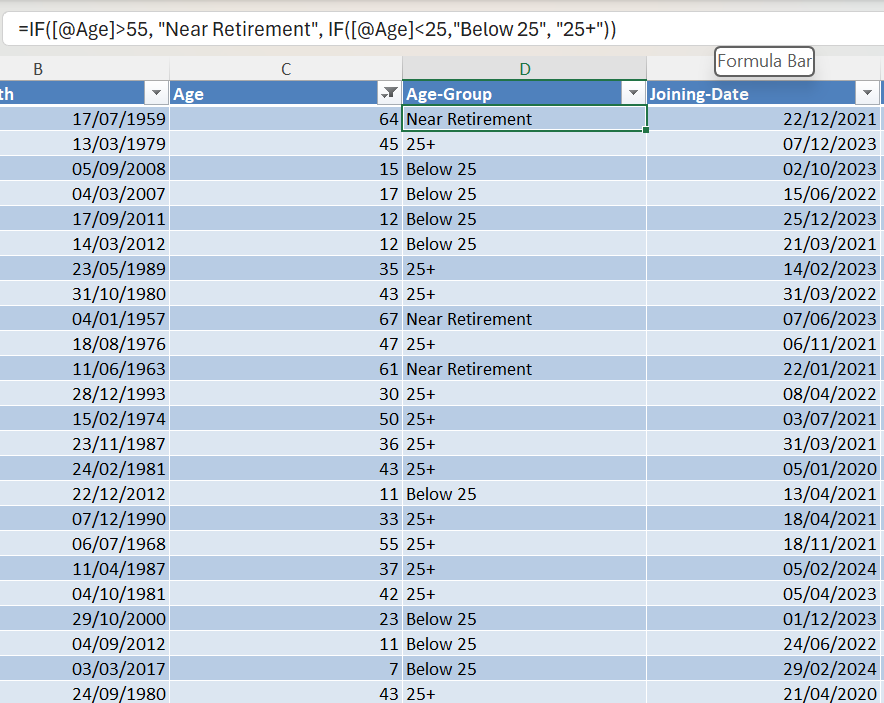 =IF([@Age]>55, "Near Retirement", IF([@Age]<25,"Below 25", "25+"))
Formula Bar
B C D
th Age Age-Group Joining-Date
17/07/1959 64 Near Retirement 22/12/2021
13/03/1979 45 25+ 07/12/2023
05/09/2008 15 Below 25 02/10/2023
04/03/2007 17 Below 25 15/06/2022
17/09/2011 12 Below 25 25/12/2023
14/03/2012 12 Below 25 21/03/2021
23/05/1989 35 25+ 14/02/2023
31/10/1980 43 25+ 31/03/2022
04/01/1957 67 Near Retirement 07/06/2023
18/08/1976 47 25+ 06/11/2021
11/06/1963 61 Near Retirement 22/01/2021
28/12/1993 30 25+ 08/04/2022
15/02/1974 50 25+ 03/07/2021
23/11/1987 36 25+ 31/03/2021
24/02/1981 43 25+ 05/01/2020
22/12/2012 11 Below 25 13/04/2021
07/12/1990 33 25+ 18/04/2021
06/07/1968 55 25+ 18/11/2021
11/04/1987 37 25+ 05/02/2024
04/10/1981 42 25+ 05/04/2023
29/10/2000 23 Below 25 01/12/2023
04/09/2012 11 Below 25 24/06/2022
03/03/2017 7 Below 25 29/02/2024
24/09/1980 43 25+ 21/04/2020